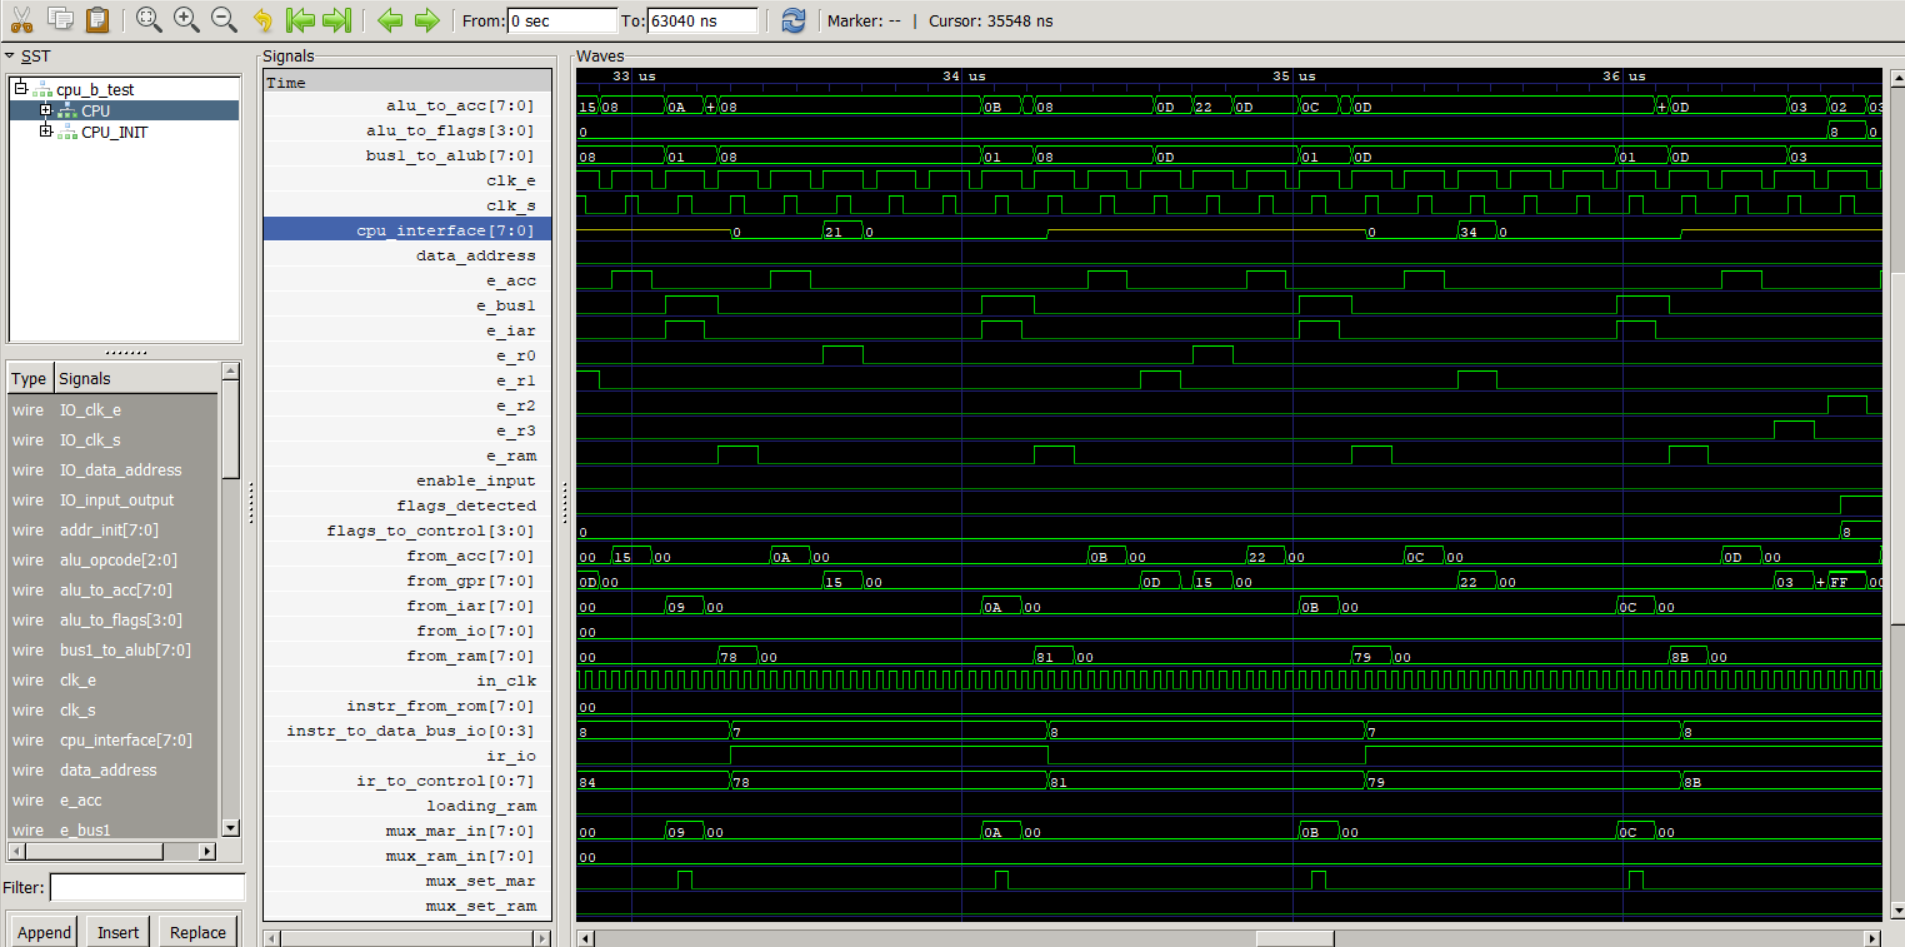 From: 0 sec To: 63040 ns Marker: -- | Cursor: 35548 ns
SST
cpu_b_test
CPU
CPU_INIT
Type Signals
wire IO_clk_e
wire IO_clk_s
wire IO_data_address
wire IO_input_output
wire addr_init[7:0]
wire alu_opcode[2:0]
wire alu_to_acc[7:0]
wire alu_to_flags[3:0]
wire bus1_to_alub[7:0]
wire clk_e
wire clk_s
wire cpu_interface[7:0]
wire data_address
wire e_acc
wire e_bus1
Filter:
Append Insert Replace
Signals
Time
alu_to_acc[7:0]
alu_to_flags[3:0]
bus1_to_alub[7:0]
clk_e
clk_s
cpu_interface[7:0]
data_address
e_acc
e_bus1
e_iar
e_r0
e_r1
e_r2
e_r3
e_ram
enable_input
flags_detected
flags_to_control[3:0]
from_acc[7:0]
from_gpr[7:0]
from_iar[7:0]
from_io[7:0]
from_ram[7:0]
in_clk
instr_from_rom[7:0]
instr_to_data_bus_io[0:3]
ir_io
ir_to_control[0:7]
loading_ram
mux_mar_in[7:0]
mux_ram_in[7:0]
mux_set_mar
mux_set_ram
Waves
33 us 34 us 35 us 36 us
15 08 0A + 08 0B 08 0D 22 0D 0C 0D + 0D 03 02 03
0 8 0
08 01 08 01 08 0D 01 0D 01 0D 03
0 21 0 0 34 0
0 8
00 15 00 0A 00 0B 00 22 00 0C 00 0D 00
0D 00 15 00 0D 15 00 22 00 03 + FF 00
00 09 00 0A 00 0B 00 0C 00
00
00 78 00 81 00 79 00 8B 00
00
8 7 8 7 8
84 78 81 79 8B
00 09 00 0A 00 0B 00 0C 00
00